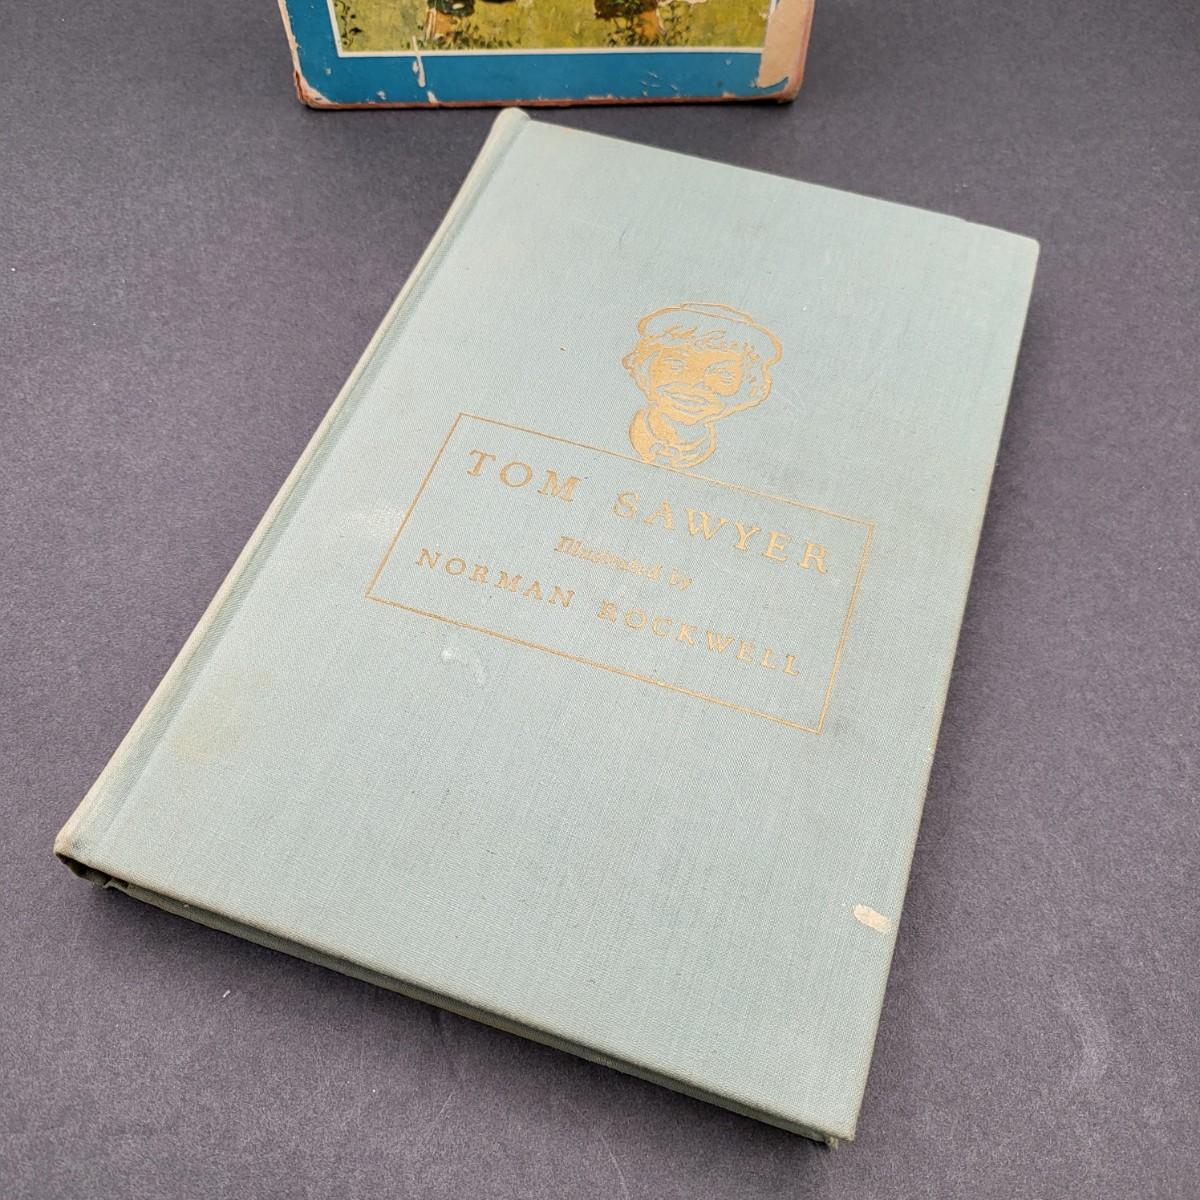 TOM SAWYER
Illustrated by
NORMAN ROCKWELL